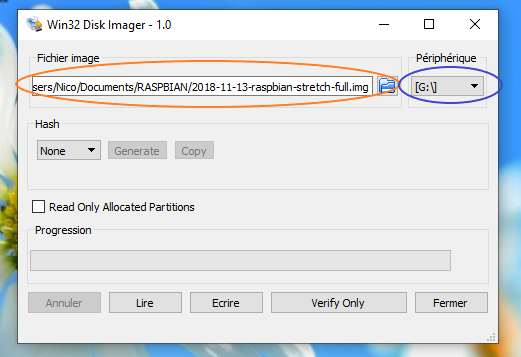 Win32 Disk Imager - 1.0
Fichier image
Périphérique
sers/Nico/Documents/RASPBIAN/2018-11-13-raspbian-stretch-full.img
[G:\]
Hash
None
Generate
Copy
Read Only Allocated Partitions
Progression
Annuler
Lire
Ecrire
Verify Only
Fermer